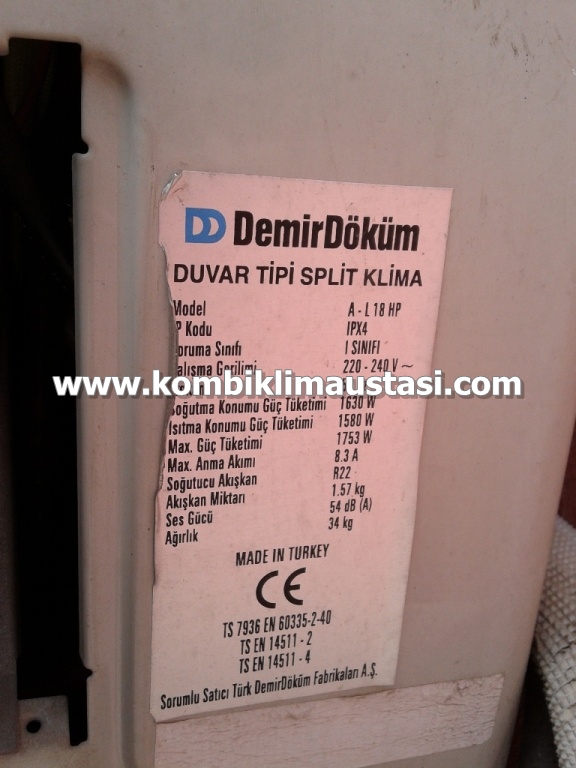 DemirDöküm
DUVAR TİPİ SPLİT KLİMA
Model A - L 18 HP
P Kodu IPX4
oruma Sınıfı I SINIFI
alışma Gerilimi 220 - 240 V ~
www.kombiklimaustasi.com
Soğutma Konumu Güç Tüketimi 1630 W
Isıtma Konumu Güç Tüketimi 1580 W
Max. Güç Tüketimi 1753 W
Max. Anma Akımı 8.3 A
Soğutucu Akışkan R22
Akışkan Miktarı 1.57 kg
Ses Gücü 54 dB (A)
Ağırlık 34 kg
MADE IN TURKEY
CE
TS 7936 EN 60335-2-40
TS EN 14511 - 2
TS EN 14511 - 4
Sorumlu Satıcı Türk DemirDöküm Fabrikaları A.Ş.